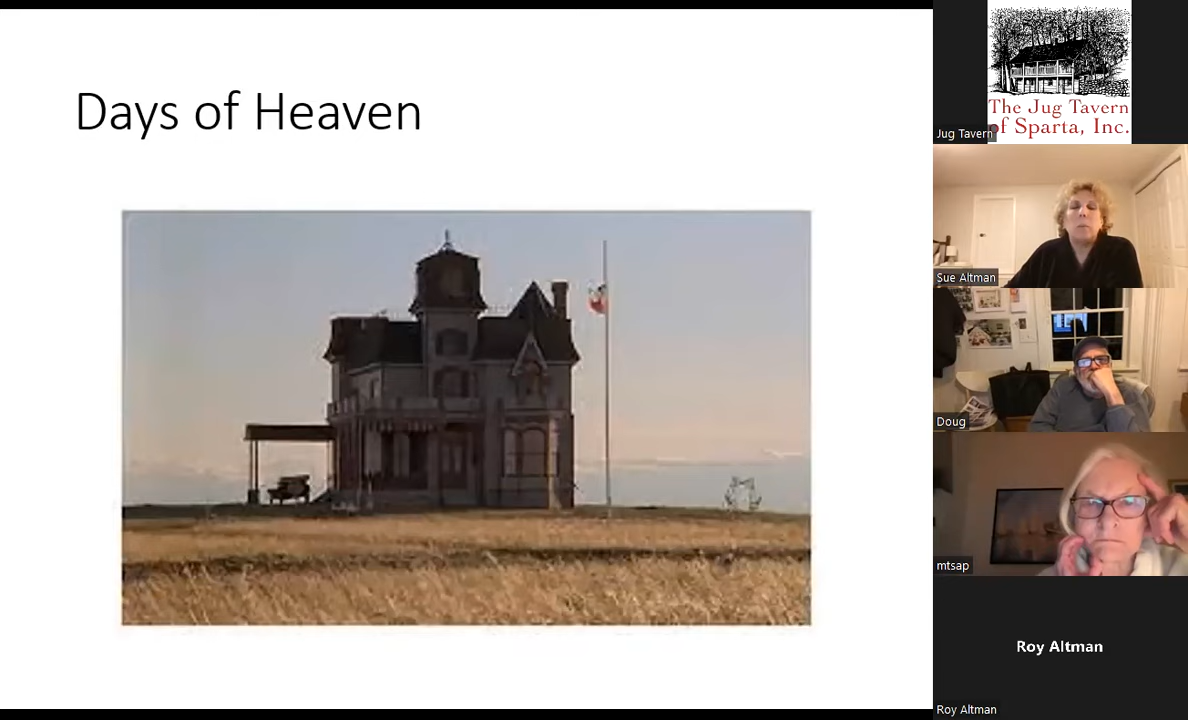 Days of Heaven
The Jug Tavern
of Sparta, Inc.
Jug Tavern
Sue Altman
Doug
mtsap
Roy Altman
Roy Altman